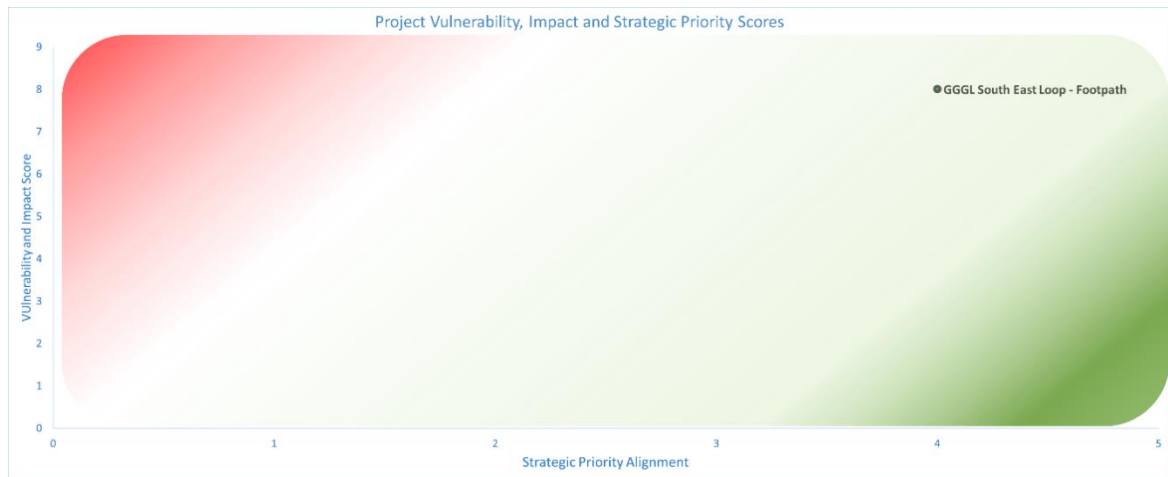 Project Vulnerability, Impact and Strategic Priority Scores
9
8
7
6
5
4
3
2
1
0
VUlnerability and Impact Score
GGGL South East Loop - Footpath
0 1 2 3 4 5
Strategic Priority Alignment